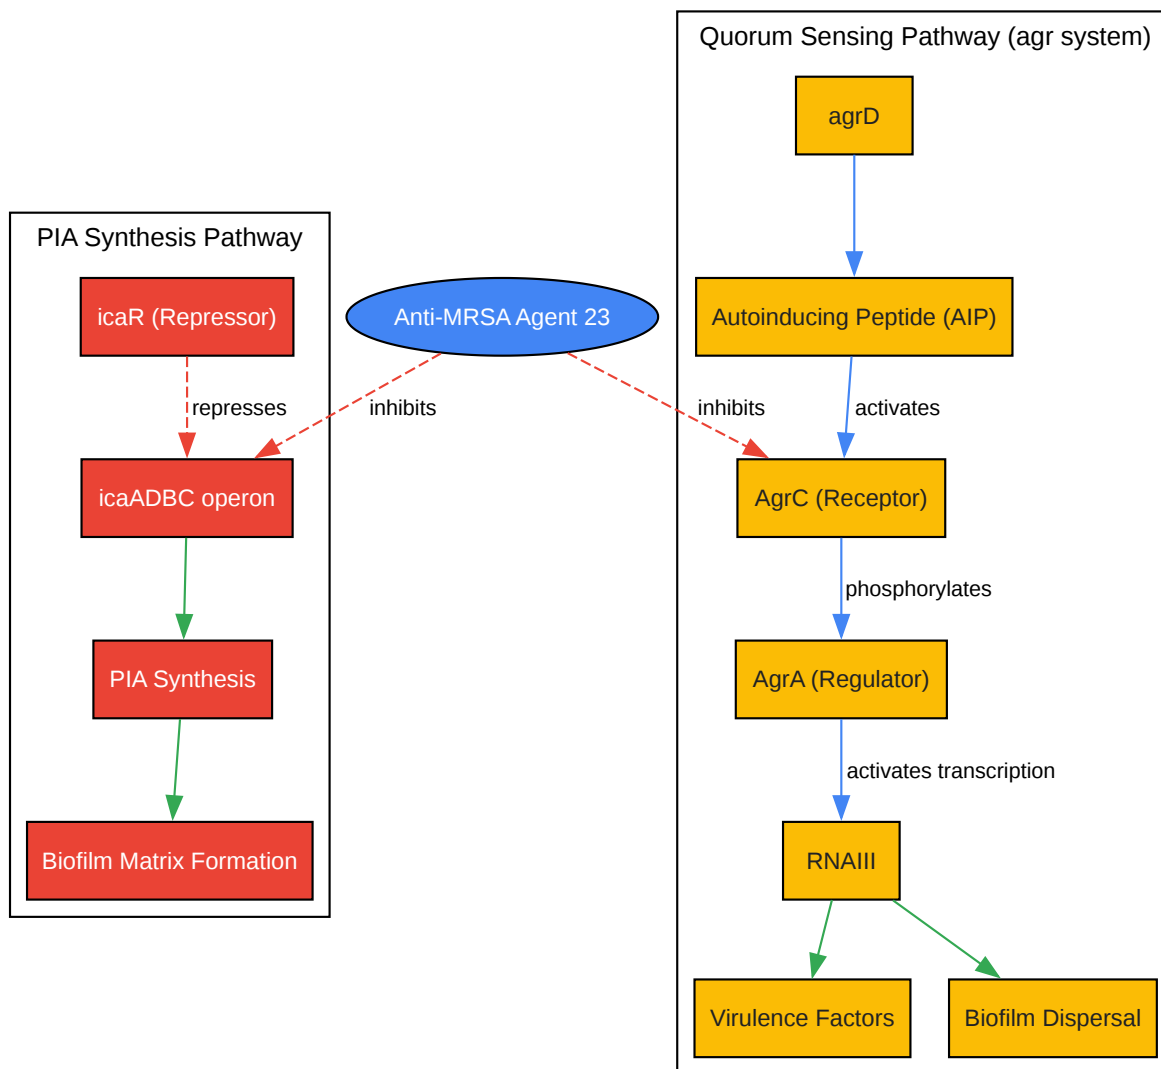 Quorum Sensing Pathway (agr system)
agrD
PIA Synthesis Pathway
icaR (Repressor)
Anti-MRSA Agent 23
Autoinducing Peptide (AIP)
represses
inhibits
inhibits
activates
icaADBC operon
AgrC (Receptor)
phosphorylates
PIA Synthesis
AgrA (Regulator)
activates transcription
Biofilm Matrix Formation
RNAIII
Virulence Factors
Biofilm Dispersal